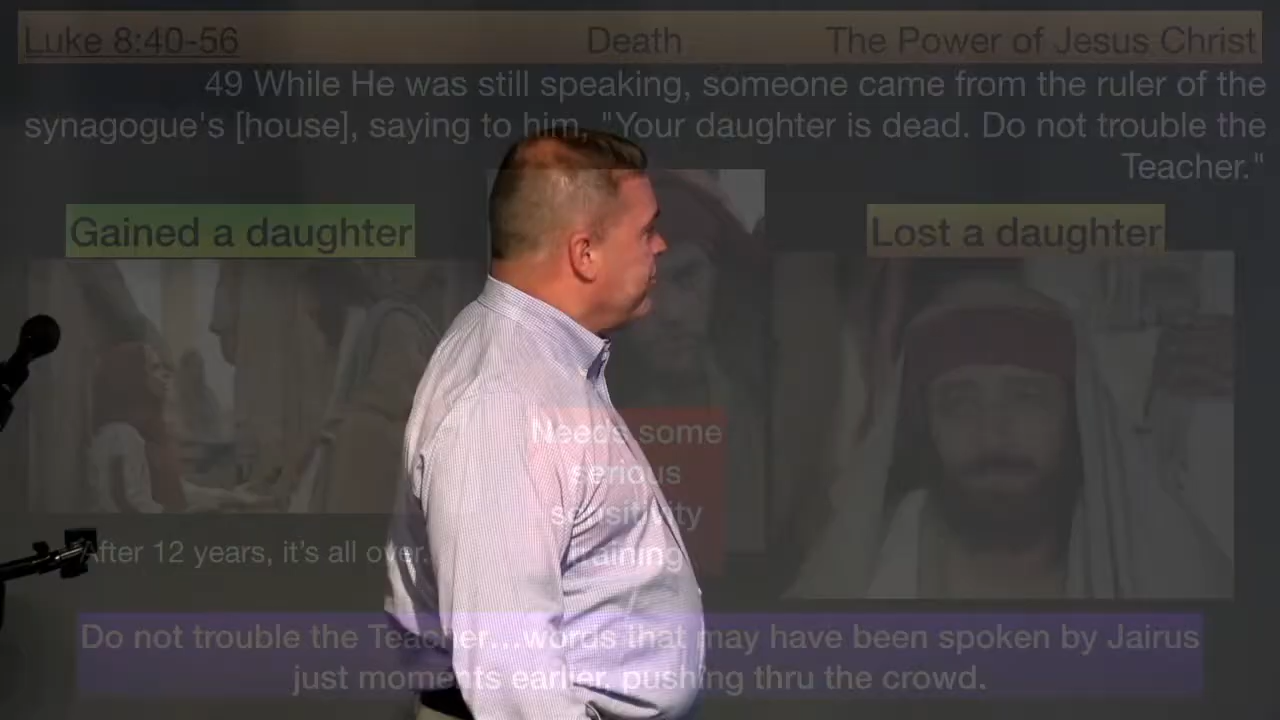 Luke 8:40-56 Death The Power of Jesus Christ
49 While He was still speaking, someone came from the ruler of the
synagogue's [house], saying to him, "Your daughter is dead. Do not trouble the
Teacher."
Gained a daughter
Lost a daughter
Needs some
serious
sensitivity
training
After 12 years, it's all over.
Do not trouble the Teacher...words that may have been spoken by Jairus
just moments earlier, pushing thru the crowd.